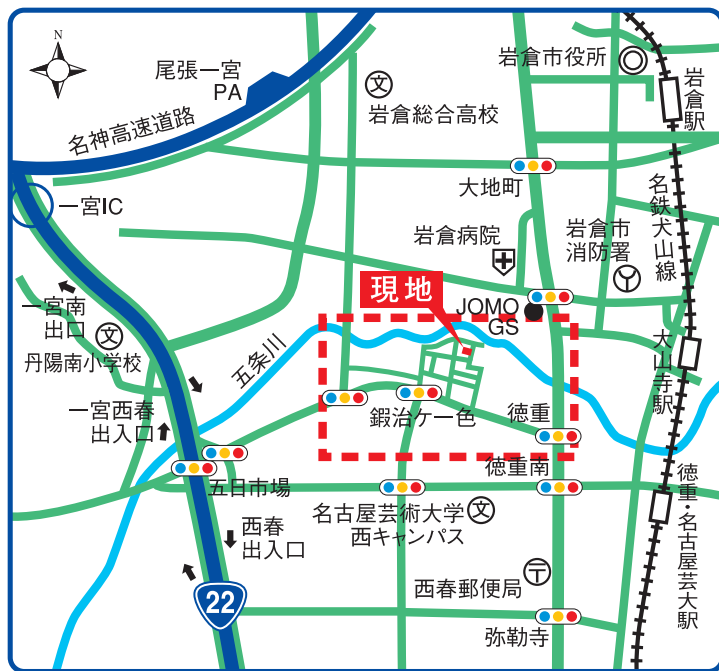 N
尾張一宮
PA
名神高速道路
文
岩倉総合高校
岩倉市役所
岩倉駅
大地町
一宮IC
岩倉病院
岩倉市
消防署
名鉄犬山線
現地
JOMO
GS
一宮南
出口
文
丹陽南小学校
五条川
大山寺駅
一宮西春
出入口
鍜治ケ一色
徳重
五日市場
徳重南
名古屋芸術大学
西キャンパス
文
徳重・名古屋芸大駅
西春
出入口
西春郵便局
〒
22
弥勒寺